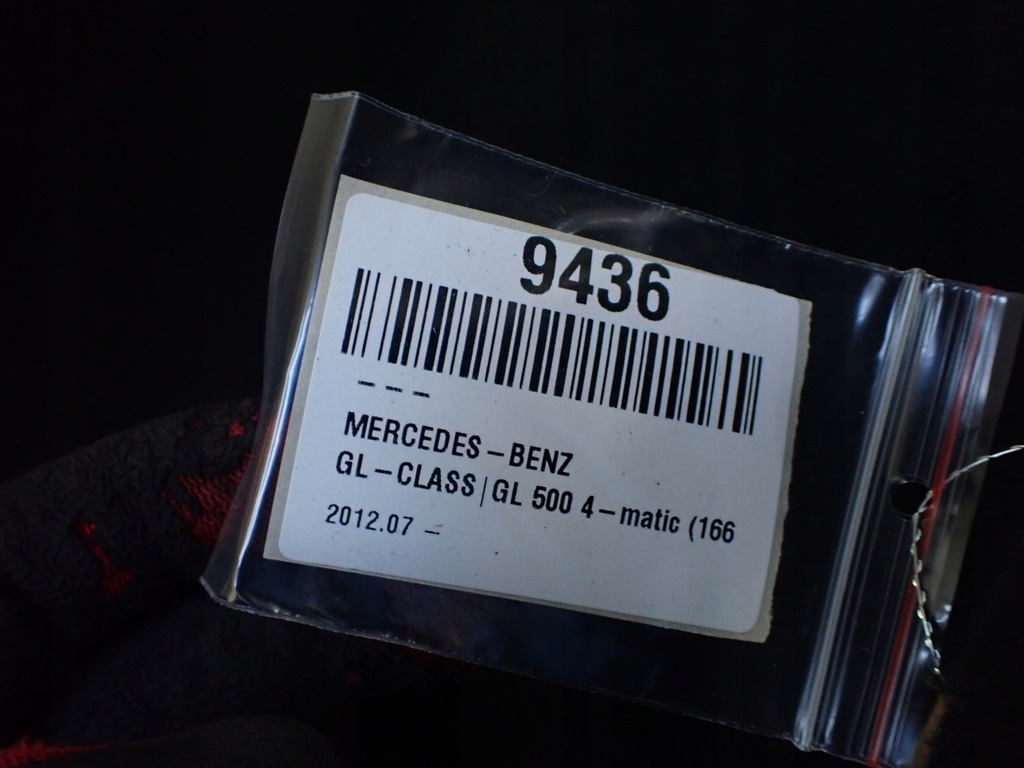 9436
---
MERCEDES-BENZ
GL-CLASS|GL 500 4-matic (166
2012.07 -